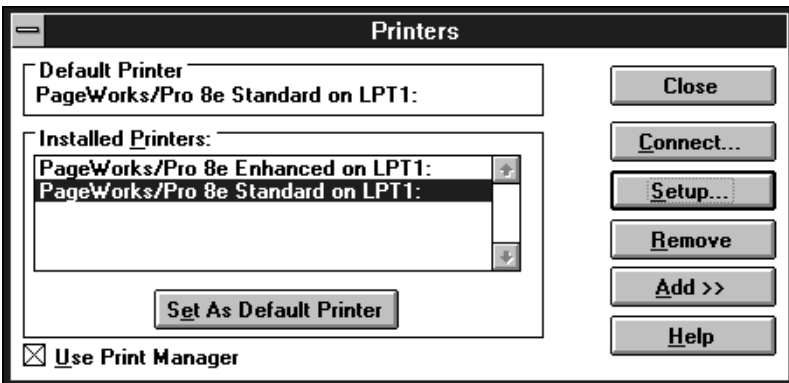 Printers
Default Printer
PageWorks/Pro 8e Standard on LPT1:
Installed Printers:
PageWorks/Pro 8e Enhanced on LPT1:
PageWorks/Pro 8e Standard on LPT1:
Set As Default Printer
Use Print Manager
Close
Connect...
Setup...
Remove
Add >>
Help